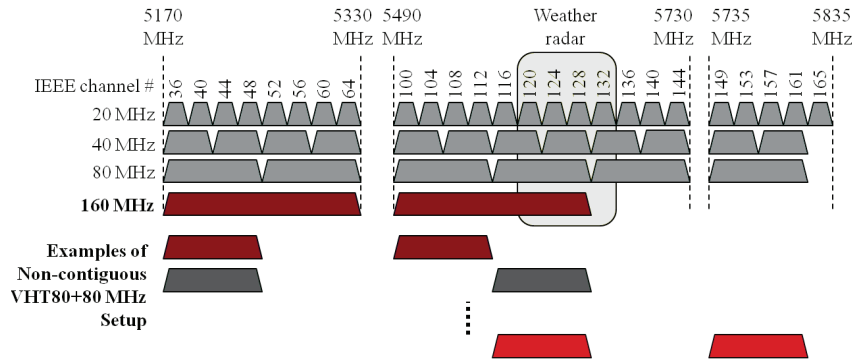 5170 MHz
5330 MHz
5490 MHz
Weather radar
5730 MHz
5735 MHz
5835 MHz
IEEE channel # 36 40 44 48 52 56 60 64 100 104 108 112 116 120 124 128 132 136 140 144 149 153 157 161 165
20 MHz
40 MHz
80 MHz
160 MHz
Examples of
Non-contiguous
VHT80+80 MHz
Setup